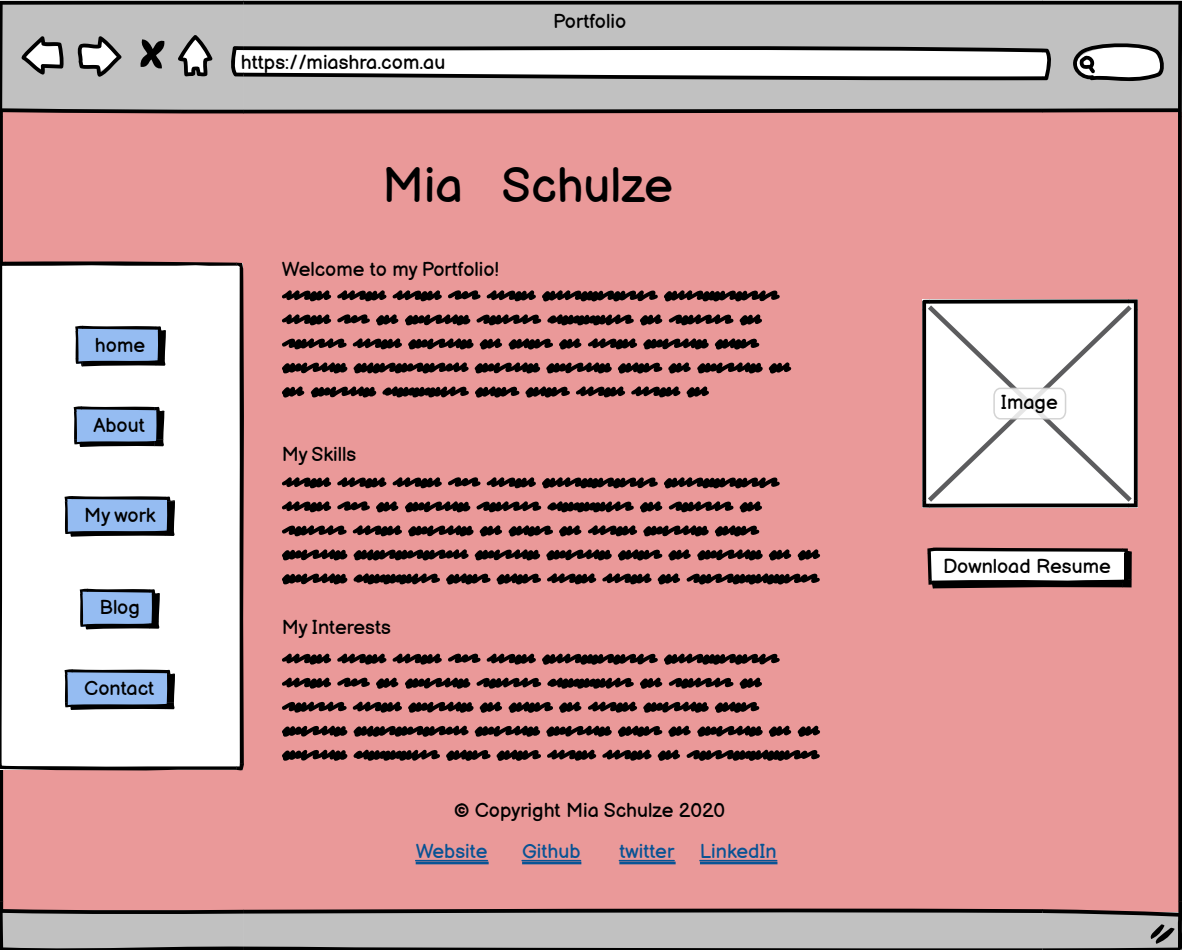 Portfolio
https://miashra.com.au
Mia Schulze
Welcome to my Portfolio!
home
About
My work
Blog
Contact
My Skills
My Interests
Image
Download Resume
© Copyright Mia Schulze 2020
Website Github twitter LinkedIn